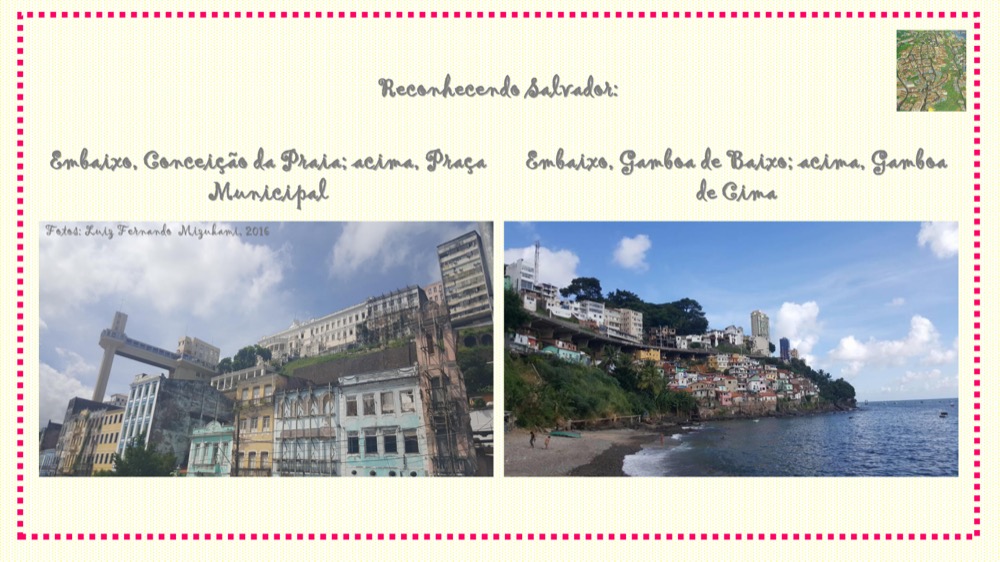 Reconhecendo Salvador:
Embaixo, Conceição da Praia; acima, Praça
Municipal
Embaixo, Gamboa de Baixo; acima, Gamboa
de Cima
Fotos: Luiz Fernando Mizukami, 2016